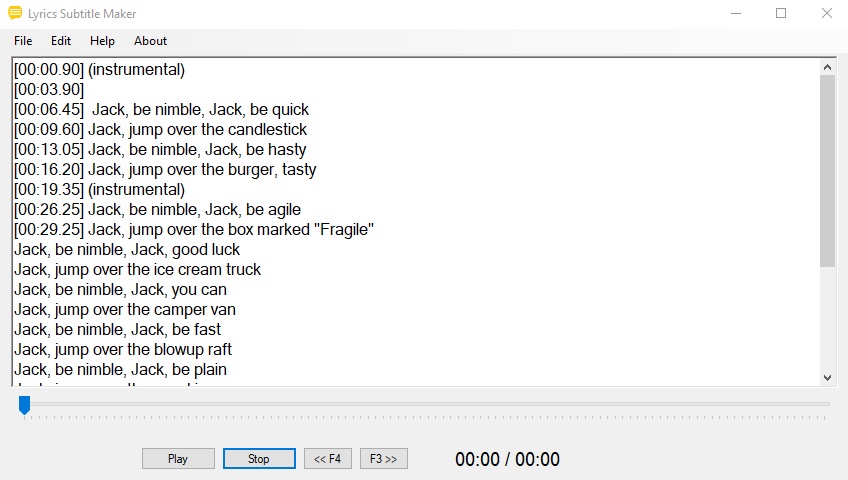 Lyrics Subtitle Maker
File Edit Help About
[00:00.90] (instrumental)
[00:03.90]
[00:06.45]  Jack, be nimble, Jack, be quick
[00:09.60] Jack, jump over the candlestick
[00:13.05] Jack, be nimble, Jack, be hasty
[00:16.20] Jack, jump over the burger, tasty
[00:19.35] (instrumental)
[00:26.25] Jack, be nimble, Jack, be agile
[00:29.25] Jack, jump over the box marked "Fragile"
Jack, be nimble, Jack, good luck
Jack, jump over the ice cream truck
Jack, be nimble, Jack, you can
Jack, jump over the camper van
Jack, be nimble, Jack, be fast
Jack, jump over the blowup raft
Jack, be nimble, Jack, be plain
Play Stop << F4 F3 >> 00:00 / 00:00